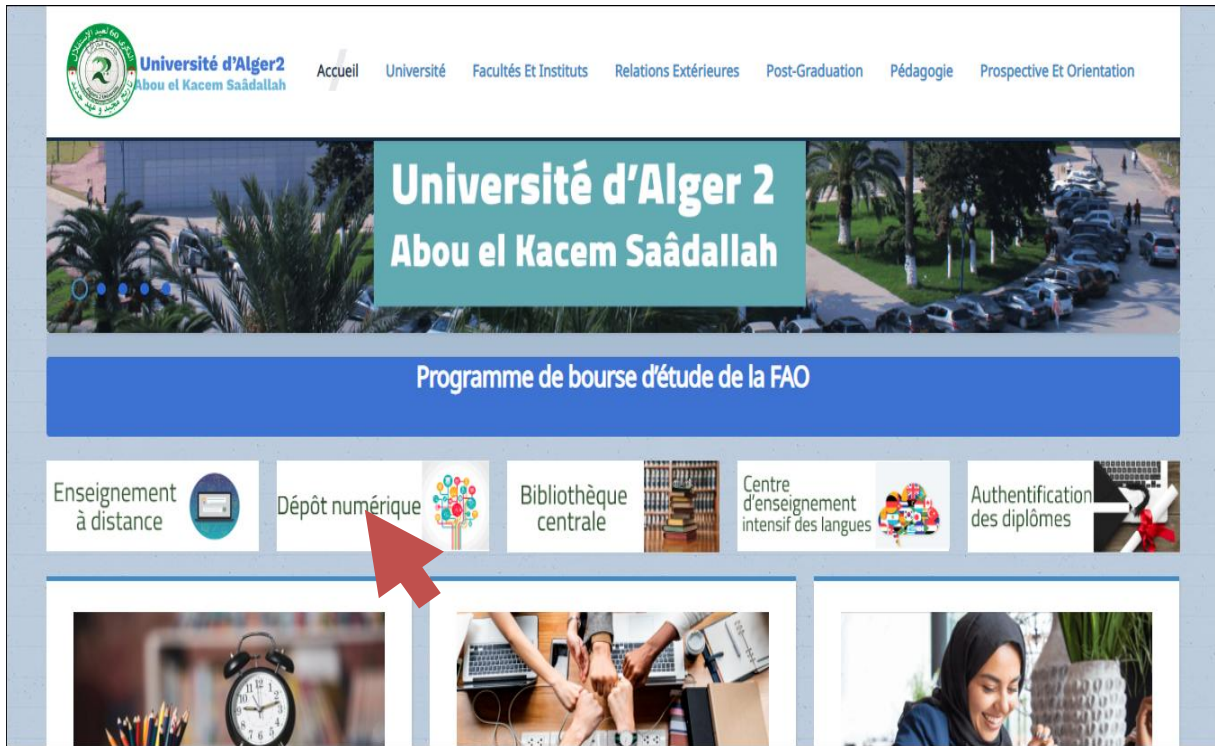 Université d'Alger2
Abou el Kacem Saâdallah
Accueil
Université
Facultés Et Instituts
Relations Extérieures
Post-Graduation
Pédagogie
Prospective Et Orientation
Université d'Alger 2
Abou el Kacem Saâdallah
Programme de bourse d'étude de la FAO
Enseignement
à distance
Dépôt numérique
Bibliothèque
centrale
Centre
d'enseignement
intensif des langues
Authentification
des diplômes